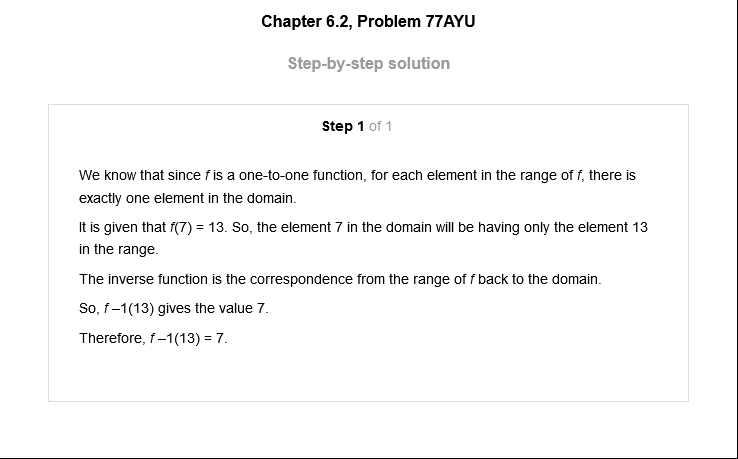 Chapter 6.2, Problem 77AYU
Step-by-step solution
Step 1 of 1
We know that since f is a one-to-one function, for each element in the range of f, there is
exactly one element in the domain.
It is given that f(7) = 13. So, the element 7 in the domain will be having only the element 13
in the range.
The inverse function is the correspondence from the range of f back to the domain.
So, f –1(13) gives the value 7.
Therefore, f –1(13) = 7.